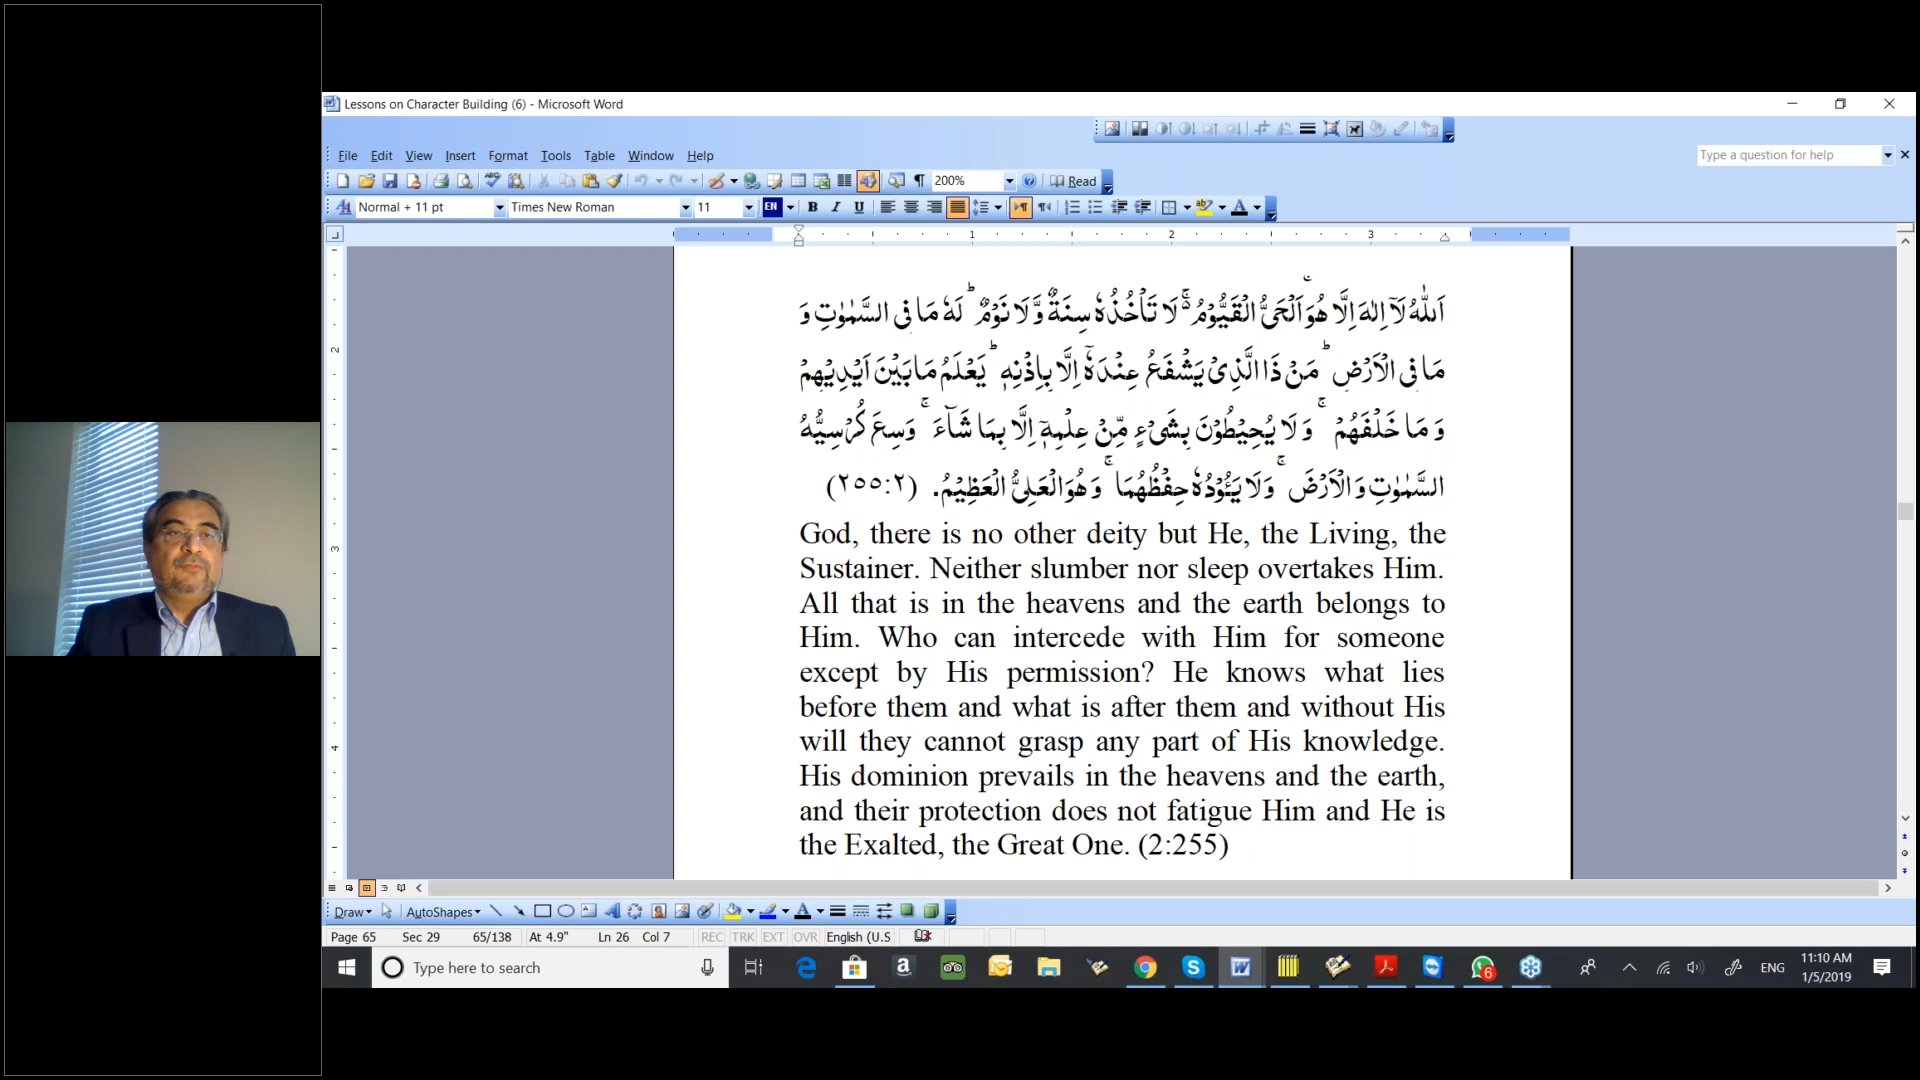 Lessons on Character Building (6) - Microsoft Word
File Edit View Insert Format Tools Table Window Help
Type a question for help
200%
Read
Normal + 11 pt
Times New Roman
11
EN
B I U
1 2 3
اَللّٰهُ لَآ اِلٰهَ اِلَّا هُوَ ۚ اَلْحَیُّ الْقَیُّوْمُ ۬ۚ لَا تَاْخُذُهٗ سِنَةٌ وَّ لَا نَوْمٌ ؕ لَهٗ مَا فِی السَّمٰوٰتِ وَ
مَا فِی الْاَرْضِ ؕ مَنْ ذَا الَّذِیْ یَشْفَعُ عِنْدَهٗۤ اِلَّا بِاِذْنِهٖ ؕ یَعْلَمُ مَا بَیْنَ اَیْدِیْهِمْ
وَ مَا خَلْفَهُمْ ۚ وَ لَا یُحِیْطُوْنَ بِشَیْءٍ مِّنْ عِلْمِهٖۤ اِلَّا بِمَا شَآءَ ۚ وَسِعَ كُرْسِیُّهُ
السَّمٰوٰتِ وَ الْاَرْضَ ۚ وَ لَا یَـُٔوْدُهٗ حِفْظُهُمَا ۚ وَ هُوَ الْعَلِیُّ الْعَظِیْمُ. (٢:٢٥٥)
God, there is no other deity but He, the Living, the
Sustainer. Neither slumber nor sleep overtakes Him.
All that is in the heavens and the earth belongs to
Him. Who can intercede with Him for someone
except by His permission? He knows what lies
before them and what is after them and without His
will they cannot grasp any part of His knowledge.
His dominion prevails in the heavens and the earth,
and their protection does not fatigue Him and He is
the Exalted, the Great One. (2:255)
2
3
4
Draw AutoShapes
Page 65 Sec 29 65/138 At 4.9" Ln 26 Col 7 REC TRK EXT OVR English (U.S
Type here to search
6
ENG
11:10 AM
1/5/2019